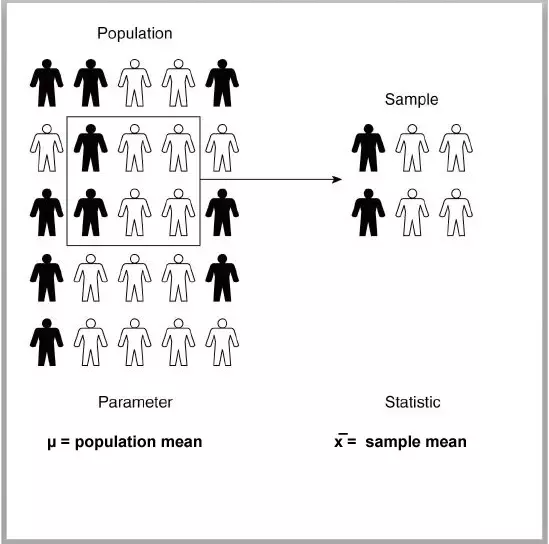 Population
Sample
Parameter
Statistic
μ = population mean
x̄ = sample mean